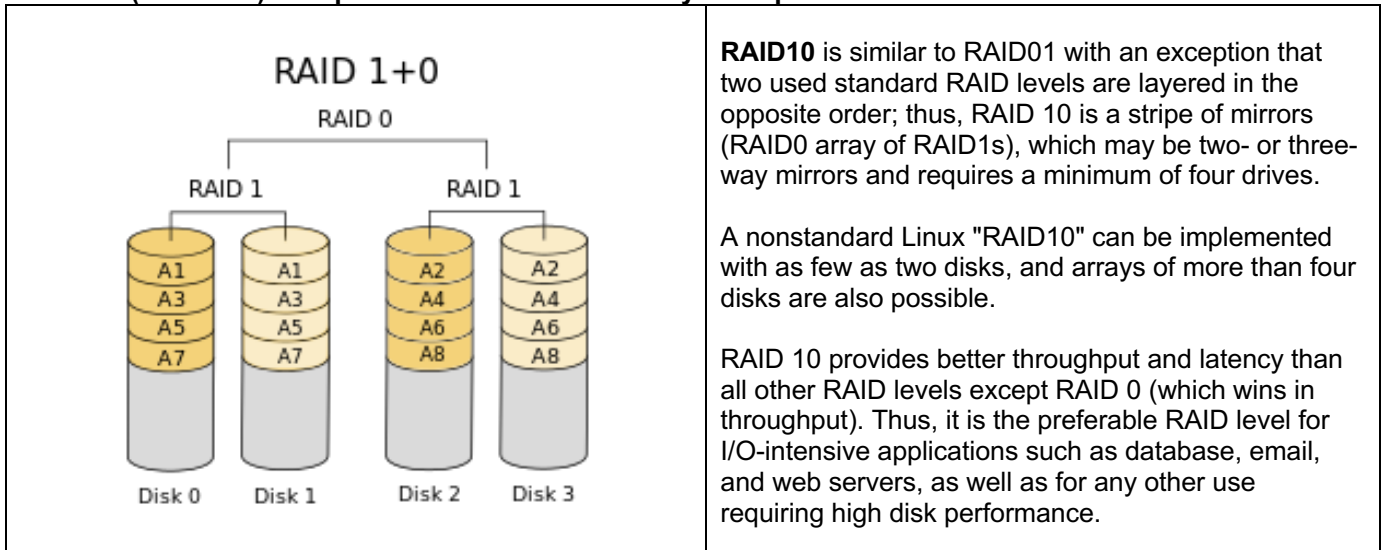 RAID 1+0
RAID 0
RAID 1 RAID 1
A1 A1 A2 A2
A3 A3 A4 A4
A5 A5 A6 A6
A7 A7 A8 A8
Disk 0 Disk 1 Disk 2 Disk 3
RAID10 is similar to RAID01 with an exception that
two used standard RAID levels are layered in the
opposite order; thus, RAID 10 is a stripe of mirrors
(RAID0 array of RAID1s), which may be two- or three-
way mirrors and requires a minimum of four drives.
A nonstandard Linux "RAID10" can be implemented
with as few as two disks, and arrays of more than four
disks are also possible.
RAID 10 provides better throughput and latency than
all other RAID levels except RAID 0 (which wins in
throughput). Thus, it is the preferable RAID level for
I/O-intensive applications such as database, email,
and web servers, as well as for any other use
requiring high disk performance.